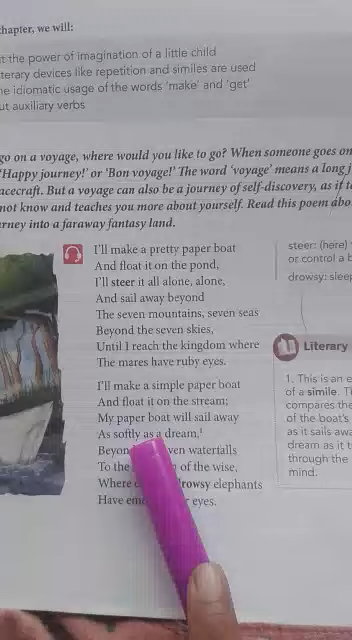 chapter, we will:
t the power of imagination of a little child
terary devices like repetition and similes are used
ne idiomatic usage of the words 'make' and 'get'
ut auxiliary verbs
go on a voyage, where would you like to go? When someone goes on
'Happy journey!' or 'Bon voyage!' The word 'voyage' means a long j
acecraft. But a voyage can also be a journey of self-discovery, as if t
not know and teaches you more about yourself. Read this poem abo
rney into a faraway fantasy land.
I'll make a pretty paper boat
And float it on the pond,
I'll steer it all alone, alone,
And sail away beyond
The seven mountains, seven seas
Beyond the seven skies,
Until I reach the kingdom where
The mares have ruby eyes.
I'll make a simple paper boat
And float it on the stream;
My paper boat will sail away
As softly as a dream,¹
Beyon ven waterfalls
To the of the wise,
Where rowsy elephants
Have em eyes.
steer: (here)
or control a b
drowsy: sleep
Literary
1. This is an e
of a simile. T
compares the
of the boat's
as it sails awa
dream as it t
through the
mind.